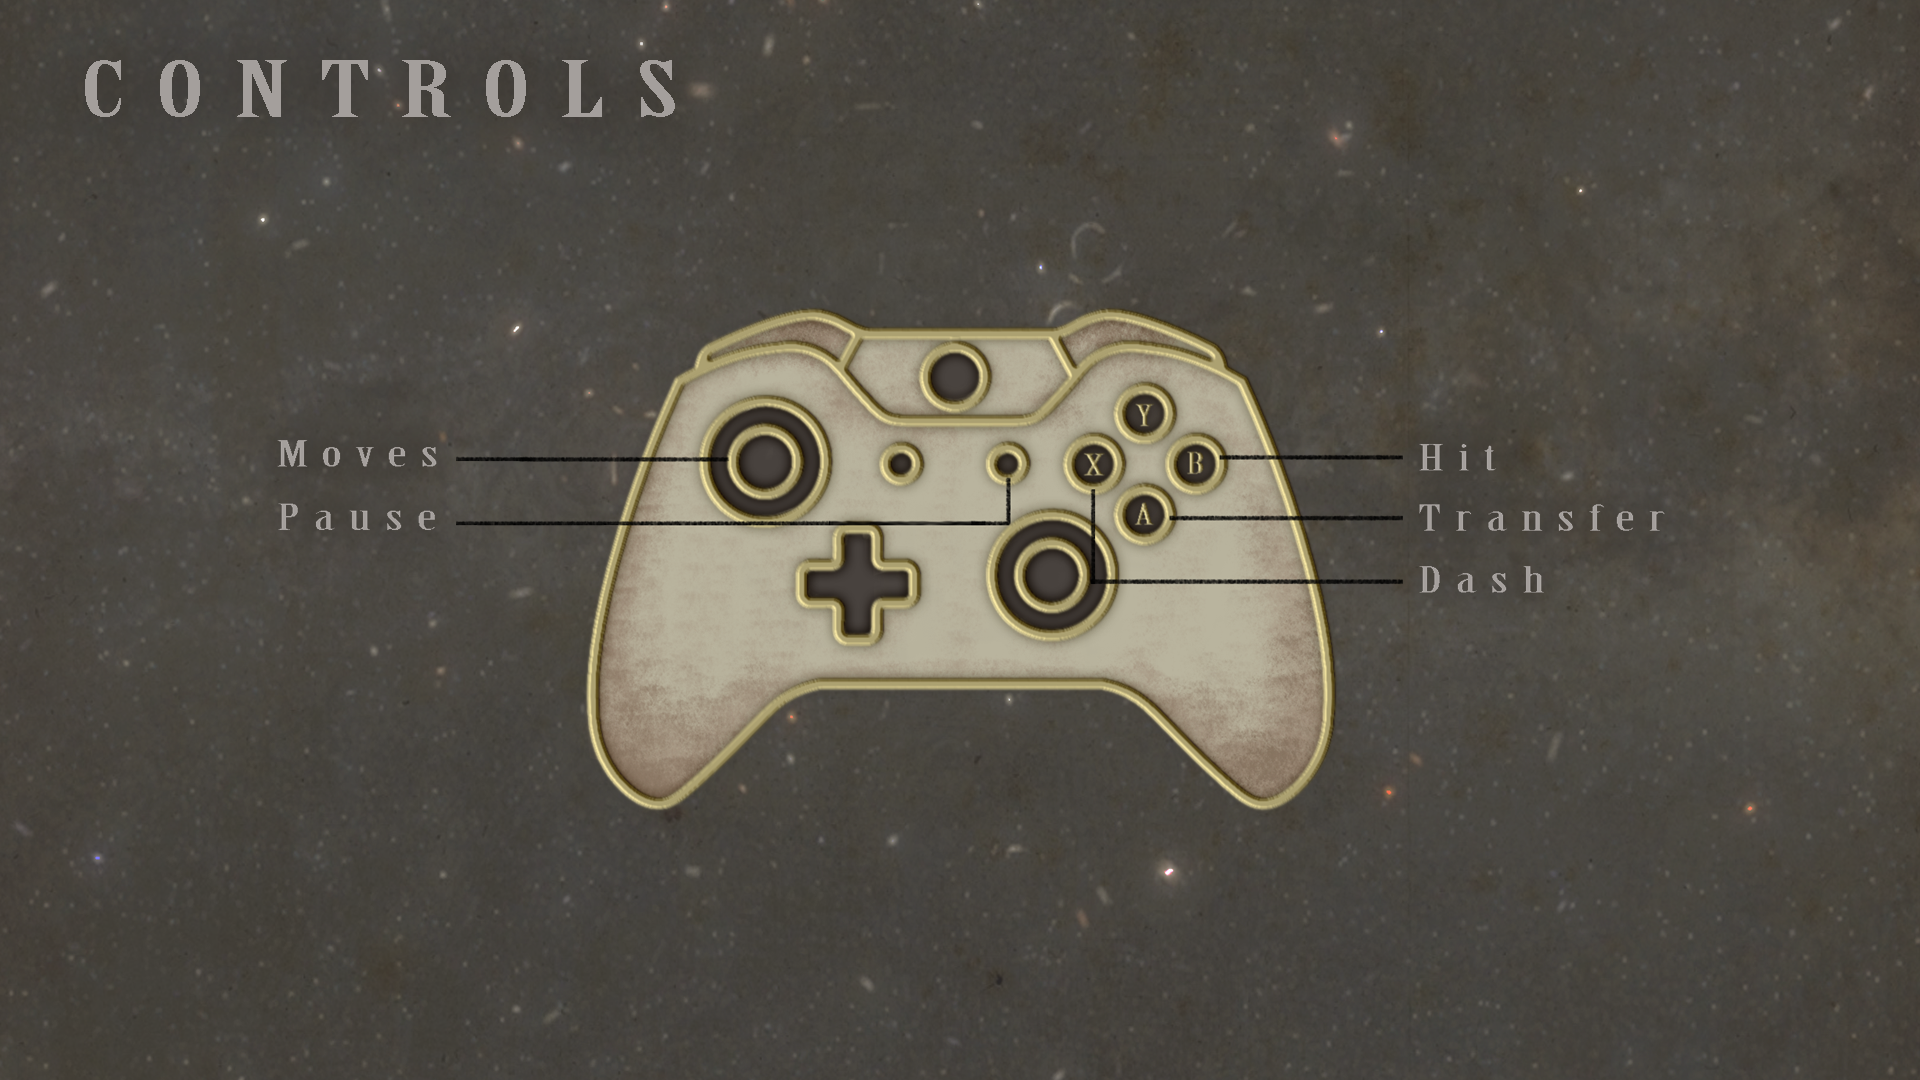 CONTROLS
Y
X
B
A
Moves
Pause
Hit
Transfer
Dash